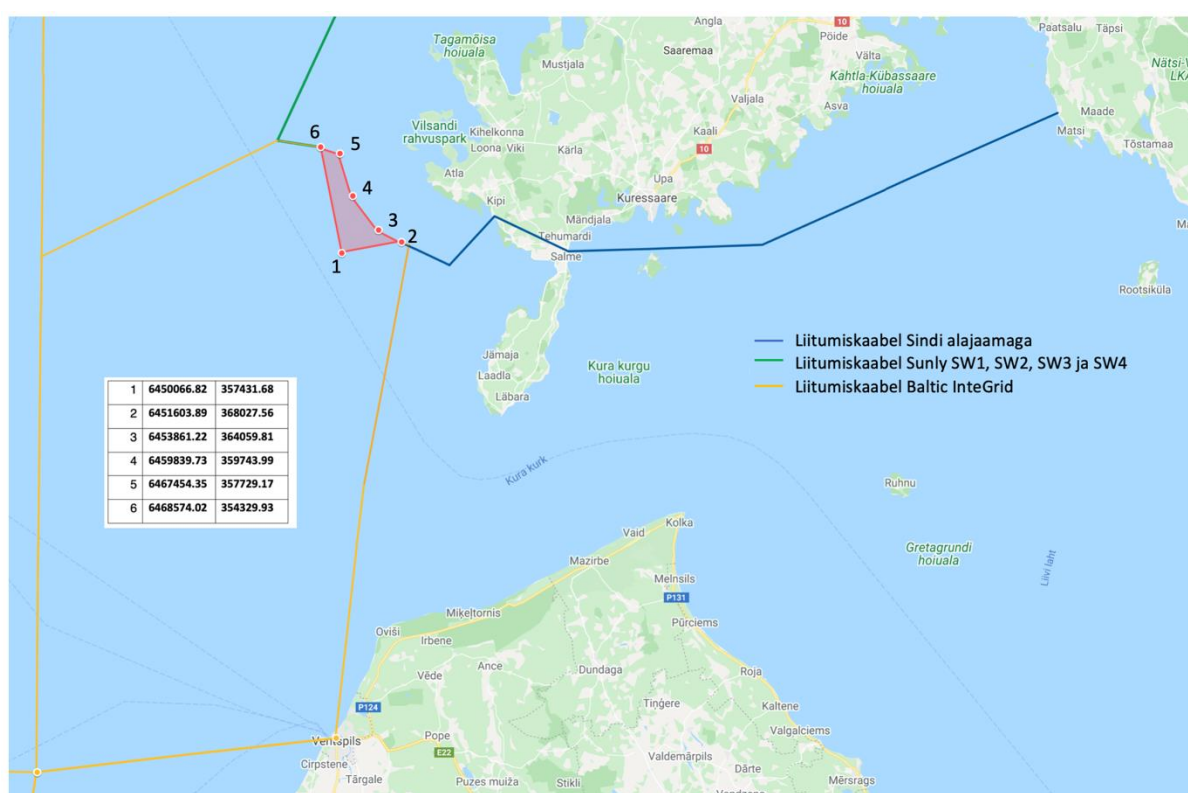 Angla
10
Paatsalu
Täpsi
Pöide
Tagamõisa
hoiuala
Saaremaa
Mustjala
Välta
Kahtla-Kübassaare
hoiuala
Valjala
Asva
Maade
Matsi
Tõstamaa
6
5
Vilsandi
rahvuspark
Kihelkonna
Loona
Viki
Kärla
Kaali
10
Atla
Upa
Kuressaare
4
Kipi
Mändjala
3
2
Tehumardi
Salme
1
Rootsiküla
Jämaja
Laadla
Läbara
Kura kurgu
hoiuala
Liitumiskaabel Sindi alajaamaga
Liitumiskaabel Sunly SW1, SW2, SW3 ja SW4
Liitumiskaabel Baltic InteGrid
1 6450066.82 357431.68
2 6451603.89 368027.56
3 6453861.22 364059.81
4 6459839.73 359743.99
5 6467454.35 357729.17
6 6468574.02 354329.93
Kura kurk
Ruhnu
Gretagrundi
hoiuala
Liivi laht
Kolka
Vaid
Mazirbe
Melnsils
P131
Miķeļtornis
Pūrciems
Oviši
Irbene
Ance
Dundaga
Roja
Vēde
Tiņģere
Kaltene
P124
Pope
Valgalciems
Ventspils
E22
Valdemārpils
Cirpstene
Dārte
Tārgale
Puzes muiža
Stikli
Mērsrags